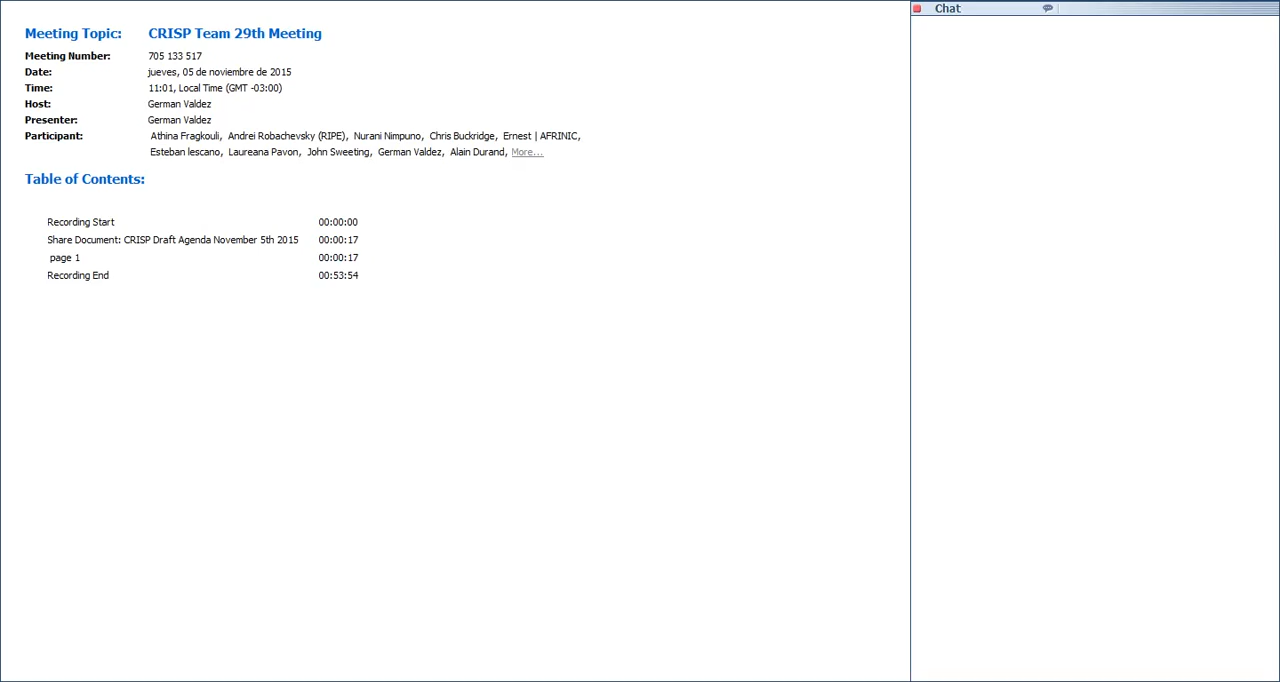 Chat
Meeting Topic: CRISP Team 29th Meeting
Meeting Number: 705 133 517
Date: jueves, 05 de noviembre de 2015
Time: 11:01, Local Time (GMT -03:00)
Host: German Valdez
Presenter: German Valdez
Participant: Athina Fragkouli, Andrei Robachevsky (RIPE), Nurani Nimpuno, Chris Buckridge, Ernest | AFRINIC,
Esteban lescano, Laureana Pavon, John Sweeting, German Valdez, Alain Durand, More...
Table of Contents:
Recording Start 00:00:00
Share Document: CRISP Draft Agenda November 5th 2015 00:00:17
page 1 00:00:17
Recording End 00:53:54